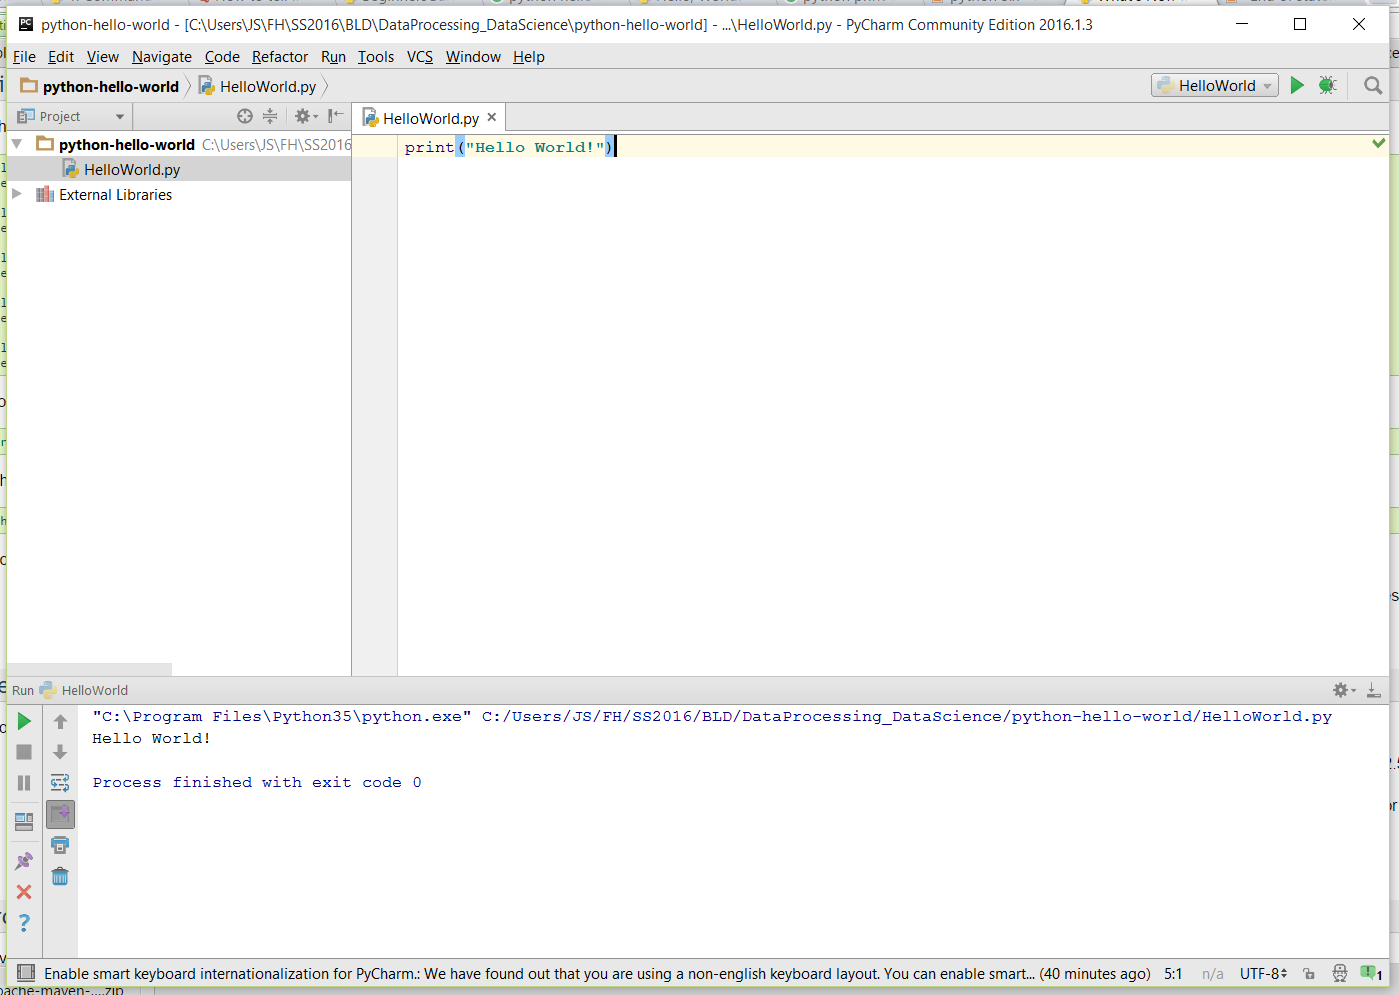 python-hello-world - [C:\Users\JS\FH\SS2016\BLD\DataProcessing_DataScience\python-hello-world] - ...\HelloWorld.py - PyCharm Community Edition 2016.1.3
File Edit View Navigate Code Refactor Run Tools VCS Window Help
python-hello-world HelloWorld.py HelloWorld
Project HelloWorld.py
python-hello-world C:\Users\JS\FH\SS2016
print("Hello World!")
HelloWorld.py
External Libraries
Run HelloWorld
"C:\Program Files\Python35\python.exe" C:/Users/JS/FH/SS2016/BLD/DataProcessing_DataScience/python-hello-world/HelloWorld.py
Hello World!
Process finished with exit code 0
Enable smart keyboard internationalization for PyCharm.: We have found out that you are using a non-english keyboard layout. You can enable smart... (40 minutes ago) 5:1 n/a UTF-8 1